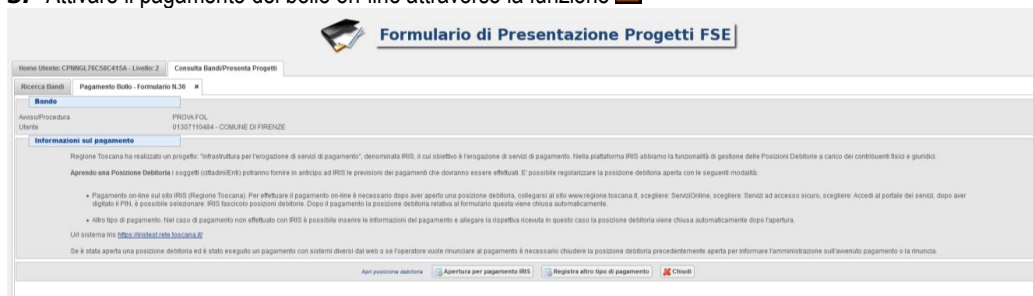 Attivare il pagamento del bollo on-line attraverso la funzione
Formulario di Presentazione Progetti FSE
Home Utente: CPNNGL76C58C415A - Livello: 2 Consulta Bandi/Presenta Progetti
Ricerca Bandi Pagamento Bollo - Formulario N.36
Bando
Avviso/Procedura PROVA FOL
Utente 01307110484 - COMUNE DI FIRENZE
Informazioni sul pagamento
Regione Toscana ha realizzato un progetto: "infrastruttura per l'erogazione di servizi di pagamento", denominata IRIS, il cui obiettivo è l'erogazione di servizi di pagamento. Nella piattaforma IRIS abbiamo la funzionalità di gestione delle Posizioni Debitorie a carico dei contribuenti fisici e giuridici.
Aprendo una Posizione Debitoria i soggetti (cittadini/Enti) potranno fornire in anticipo ad IRIS le previsioni dei pagamenti che dovranno essere effettuati. E' possibile regolarizzare la posizione debitoria aperta con le seguenti modalità:
• Pagamento on-line sul sito IRIS (Regione Toscana). Per effettuare il pagamento on-line è necessario dopo aver aperto una posizione debitoria, collegarsi al sito www.regione.toscana.it, scegliere: ServiziOnline, scegliere: Servizi ad accesso sicuro, scegliere: Accedi al portale dei servizi, dopo aver
digitato il PIN, è possibile selezionare: IRIS fascicolo posizioni debitorie. Dopo il pagamento la posizione debitoria relativa al formulario questa viene chiusa automaticamente.
• Altro tipo di pagamento. Nel caso di pagamento non effettuato con IRIS è possibile inserire le informazioni del pagamento e allegare la rispettiva ricevuta in questo caso la posizione debitoria viene chiusa automaticamente dopo l'apertura.
Url sistema Iris https://iristest.rete.toscana.it/
Se è stata aperta una posizione debitoria ed è stato eseguito un pagamento con sistemi diversi dal web o se l'operatore vuole rinunciare al pagamento è necessario chiudere la posizione debitoria precedentemente aperta per informare l'amministrazione sull'avvenuto pagamento o la rinuncia.
Apri posizione debitoria Apertura per pagamento IRIS Registra altro tipo di pagamento Chiudi